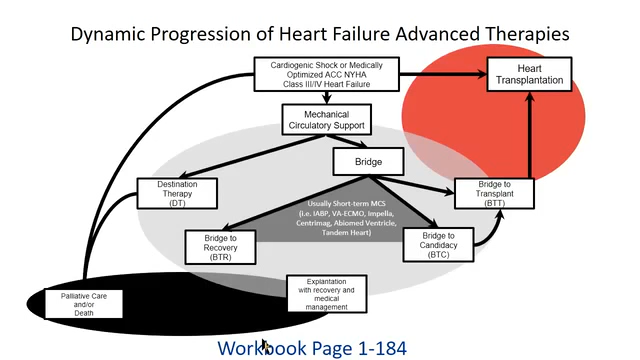 Dynamic Progression of Heart Failure Advanced Therapies
Cardiogenic Shock or Medically
Optimized ACC NYHA
Class III/IV Heart Failure
Heart
Transplantation
Mechanical
Circulatory Support
Bridge
Destination
Therapy
(DT)
Bridge to
Transplant
(BTT)
Usually Short-term MCS
(i.e. IABP, VA-ECMO, Impella,
Centrimag, Abiomed Ventricle,
Tandem Heart)
Bridge to
Recovery
(BTR)
Bridge to
Candidacy
(BTC)
Palliative Care
and/or
Death
Explantation
with recovery and
medical
management
Workbook Page 1-184